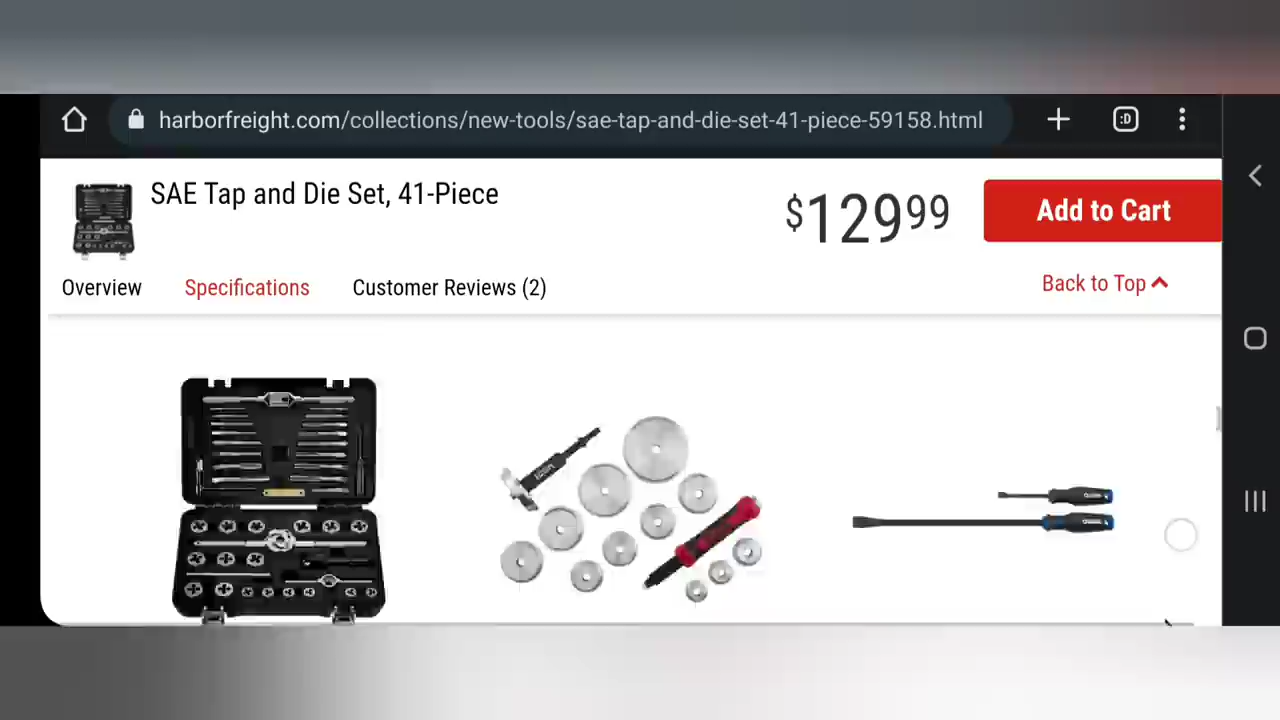 harborfreight.com/collections/new-tools/sae-tap-and-die-set-41-piece-59158.html
:D
SAE Tap and Die Set, 41-Piece
$129 99
Add to Cart
Overview
Specifications
Customer Reviews (2)
Back to Top